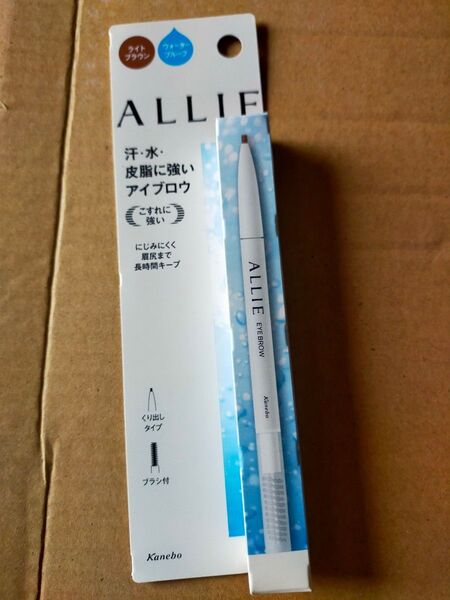 ライト
ブラウン
ウォーター
プルーフ
ALLIE
汗・水・
皮脂に強い
アイブロウ
こすれに
強い
にじみにくく
眉尻まで
長時間キープ
くり出し
タイプ
ブラシ付
Kanebo
ALLIE
EYEBROW
Kanebo